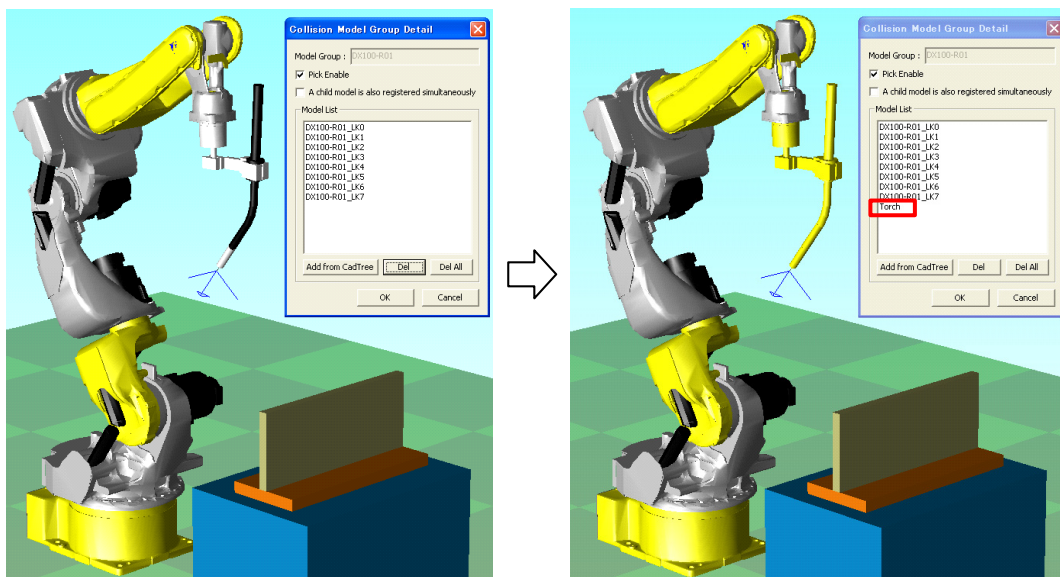 Collision Model Group Detail
Model Group : DX100-R01
Pick Enable
A child model is also registered simultaneously
Model List
DX100-R01_LK0
DX100-R01_LK1
DX100-R01_LK2
DX100-R01_LK3
DX100-R01_LK4
DX100-R01_LK5
DX100-R01_LK6
DX100-R01_LK7
Add from CadTree Del Del All
OK Cancel
Collision Model Group Detail
Model Group : DX100-R01
Pick Enable
A child model is also registered simultaneously
Model List
DX100-R01_LK0
DX100-R01_LK1
DX100-R01_LK2
DX100-R01_LK3
DX100-R01_LK4
DX100-R01_LK5
DX100-R01_LK6
DX100-R01_LK7
Torch
Add from CadTree Del Del All
OK Cancel